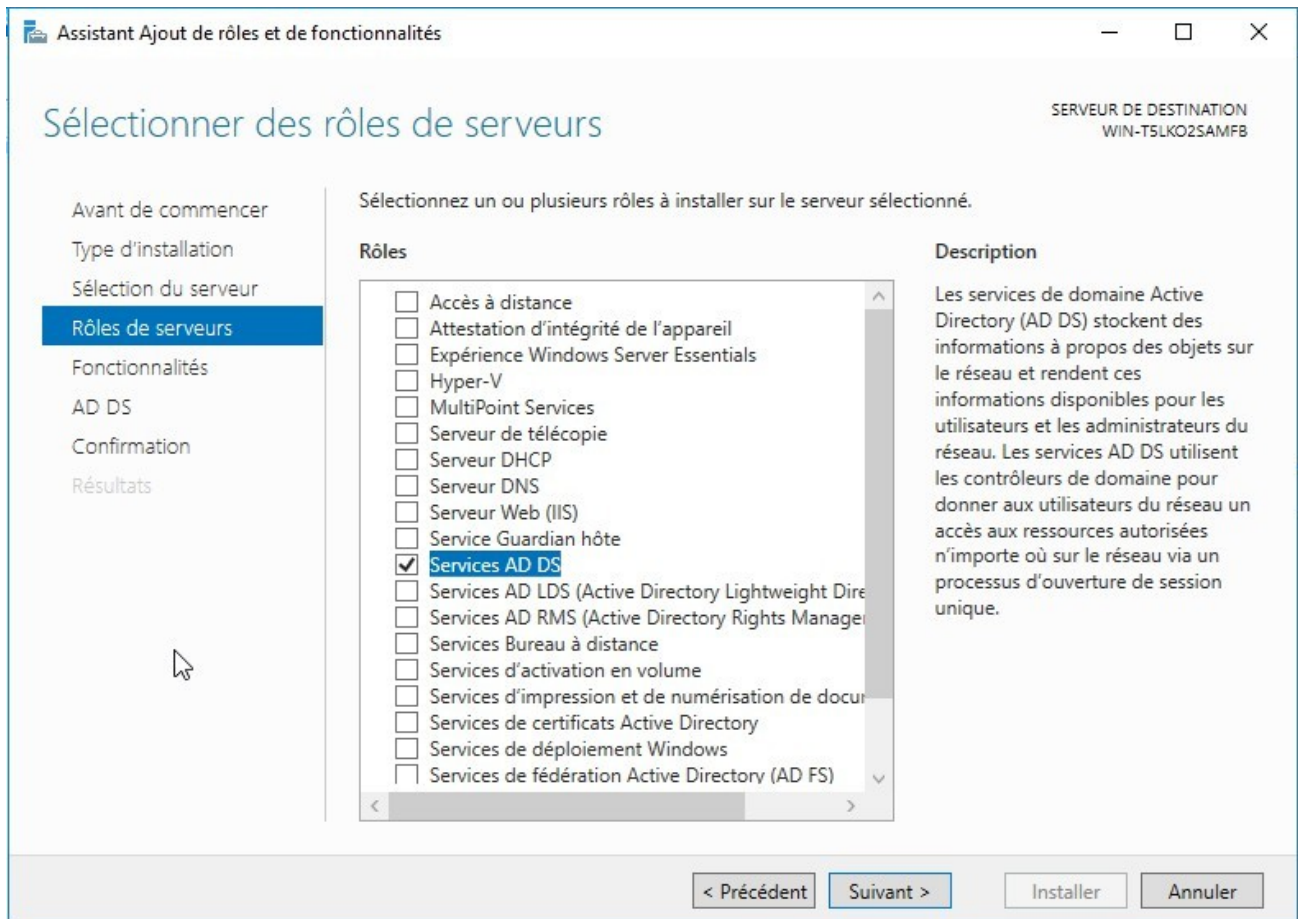 Assistant Ajout de rôles et de fonctionnalités
Sélectionner des rôles de serveurs
SERVEUR DE DESTINATION
WIN-T5LKO2SAMFB
Avant de commencer
Type d'installation
Sélection du serveur
Rôles de serveurs
Fonctionnalités
AD DS
Confirmation
Résultats
Sélectionnez un ou plusieurs rôles à installer sur le serveur sélectionné.
Rôles
Accès à distance
Attestation d'intégrité de l'appareil
Expérience Windows Server Essentials
Hyper-V
MultiPoint Services
Serveur de télécopie
Serveur DHCP
Serveur DNS
Serveur Web (IIS)
Service Guardian hôte
Services AD DS
Services AD LDS (Active Directory Lightweight Dire
Services AD RMS (Active Directory Rights Manager
Services Bureau à distance
Services d'activation en volume
Services d'impression et de numérisation de docur
Services de certificats Active Directory
Services de déploiement Windows
Services de fédération Active Directory (AD FS)
Description
Les services de domaine Active
Directory (AD DS) stockent des
informations à propos des objets sur
le réseau et rendent ces
informations disponibles pour les
utilisateurs et les administrateurs du
réseau. Les services AD DS utilisent
les contrôleurs de domaine pour
donner aux utilisateurs du réseau un
accès aux ressources autorisées
n'importe où sur le réseau via un
processus d'ouverture de session
unique.
< Précédent
Suivant >
Installer
Annuler